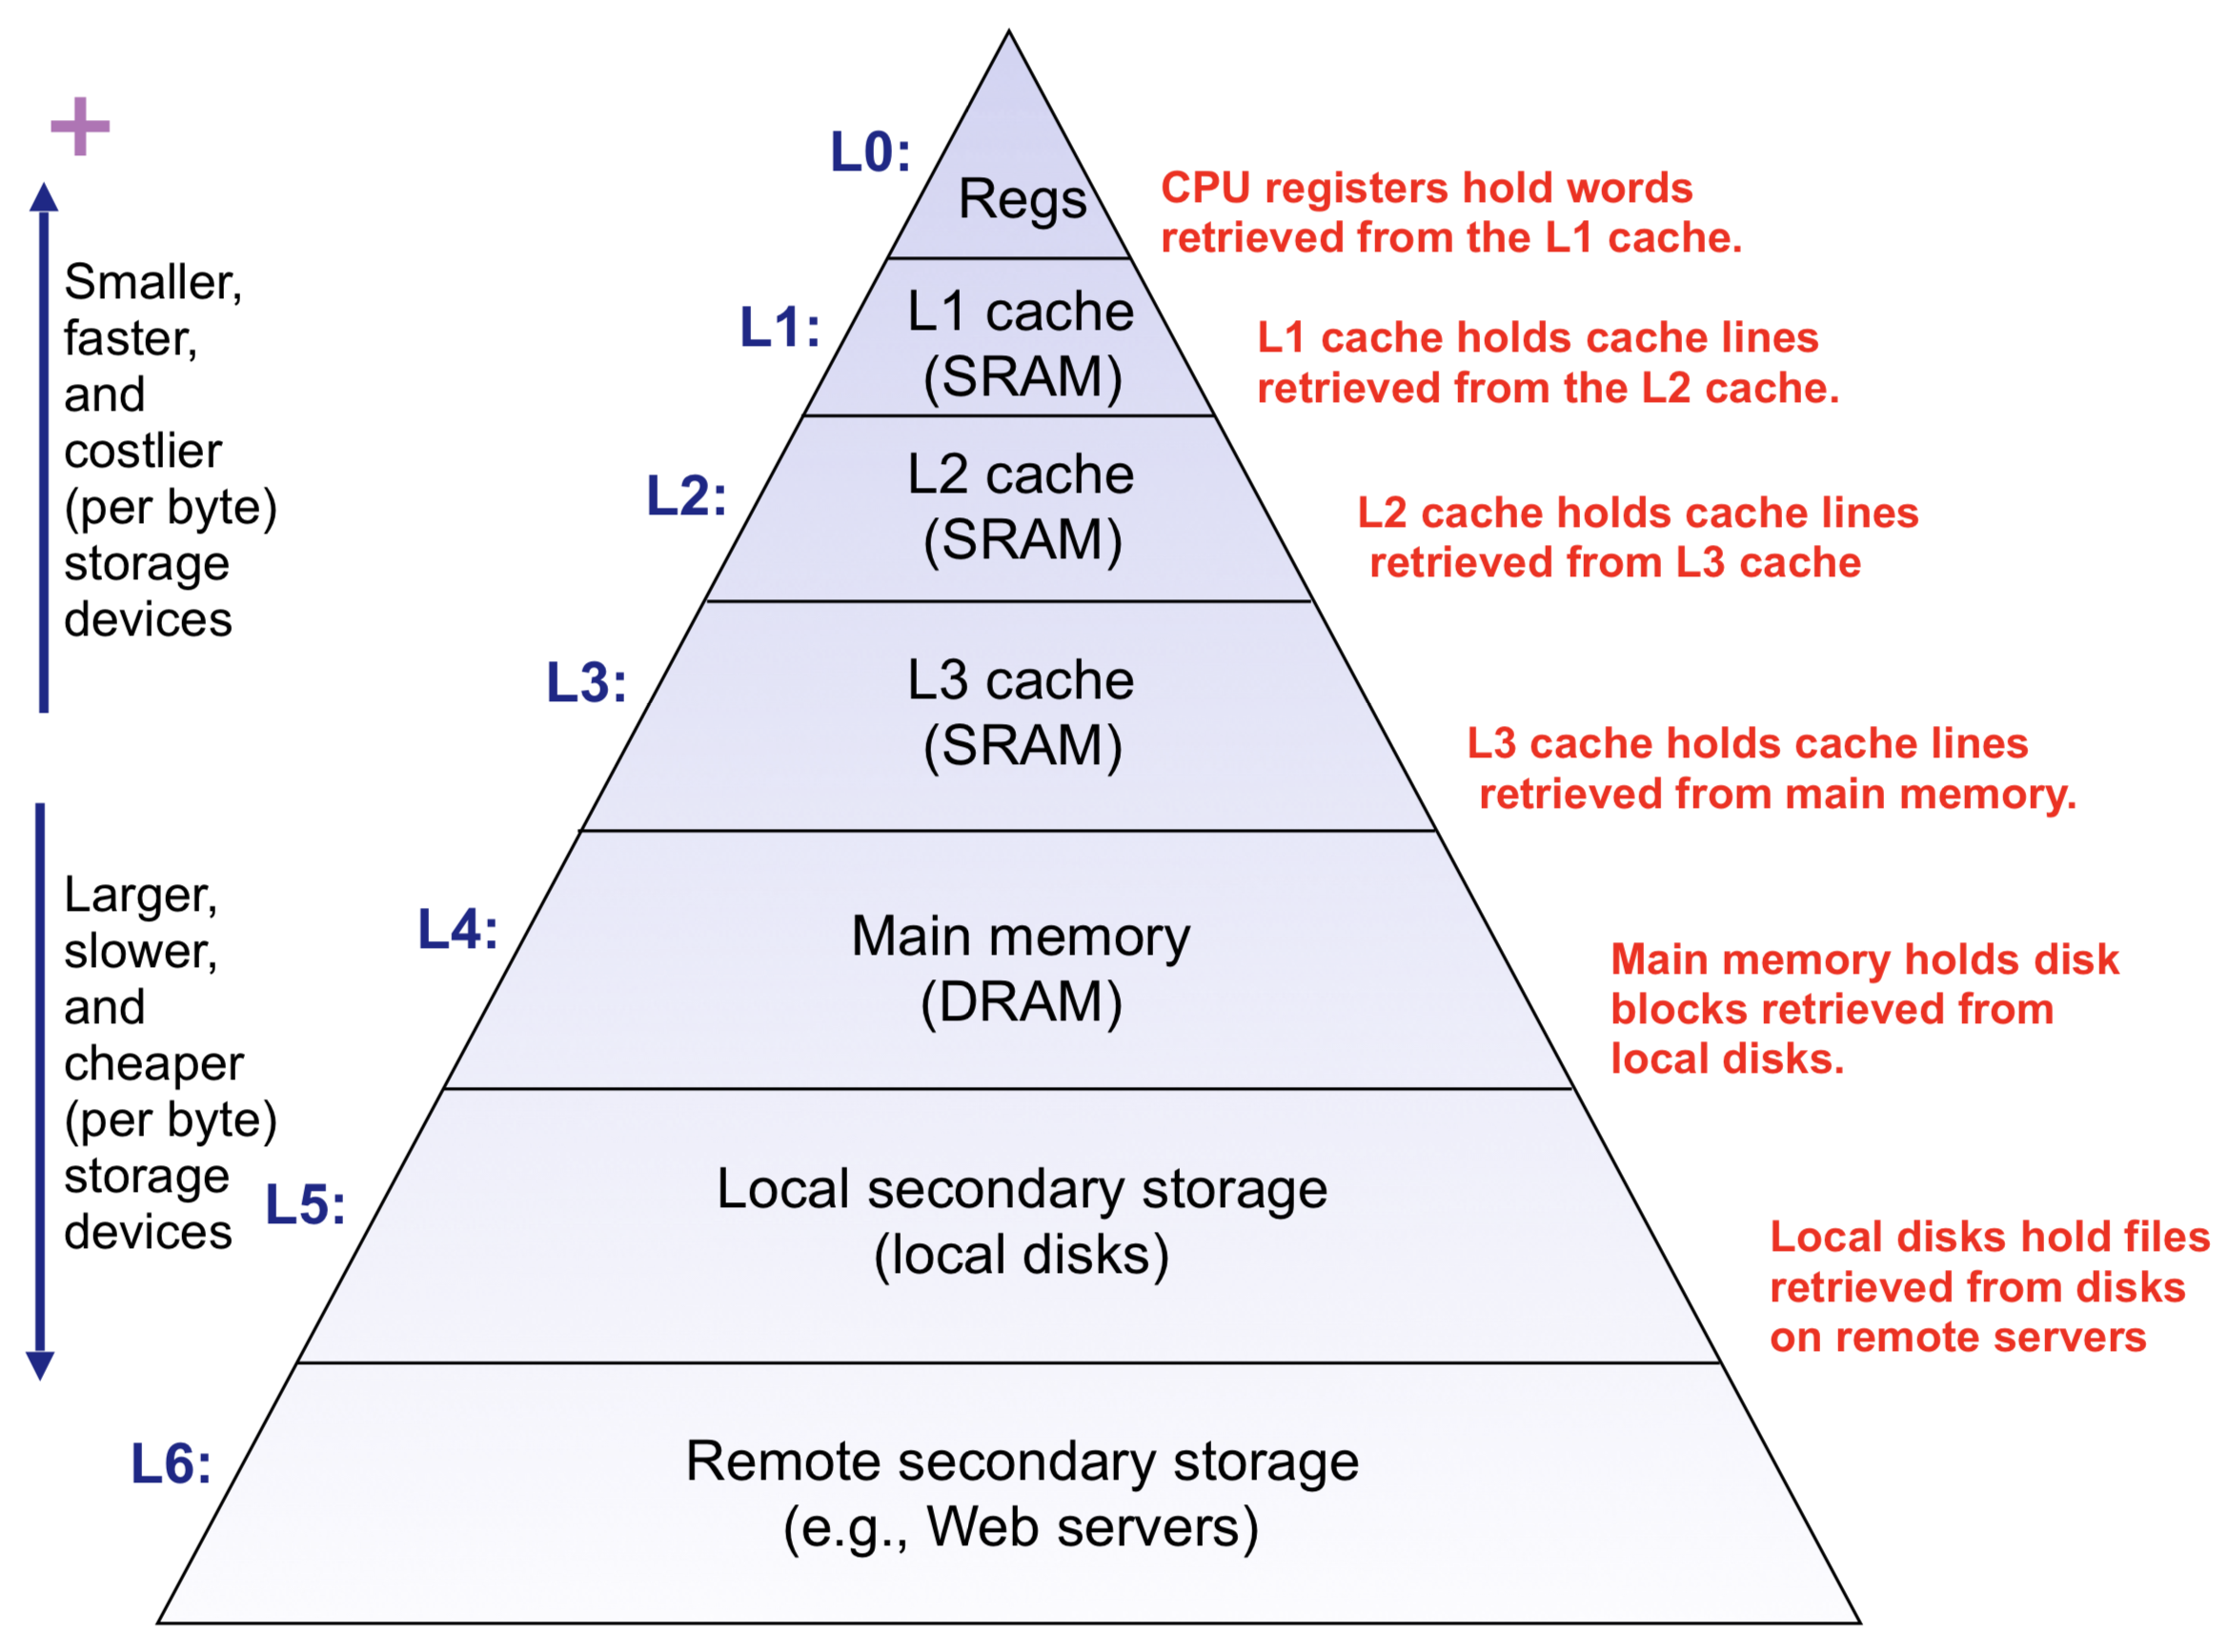 +
L0:
Regs
CPU registers hold words
retrieved from the L1 cache.
Smaller,
faster,
and
costlier
(per byte)
storage
devices
L1:
L1 cache
(SRAM)
L1 cache holds cache lines
retrieved from the L2 cache.
L2:
L2 cache
(SRAM)
L2 cache holds cache lines
retrieved from L3 cache
L3:
L3 cache
(SRAM)
L3 cache holds cache lines
retrieved from main memory.
Larger,
slower,
and
cheaper
(per byte)
storage
devices
L4:
Main memory
(DRAM)
Main memory holds disk
blocks retrieved from
local disks.
L5:
Local secondary storage
(local disks)
Local disks hold files
retrieved from disks
on remote servers
L6:
Remote secondary storage
(e.g., Web servers)